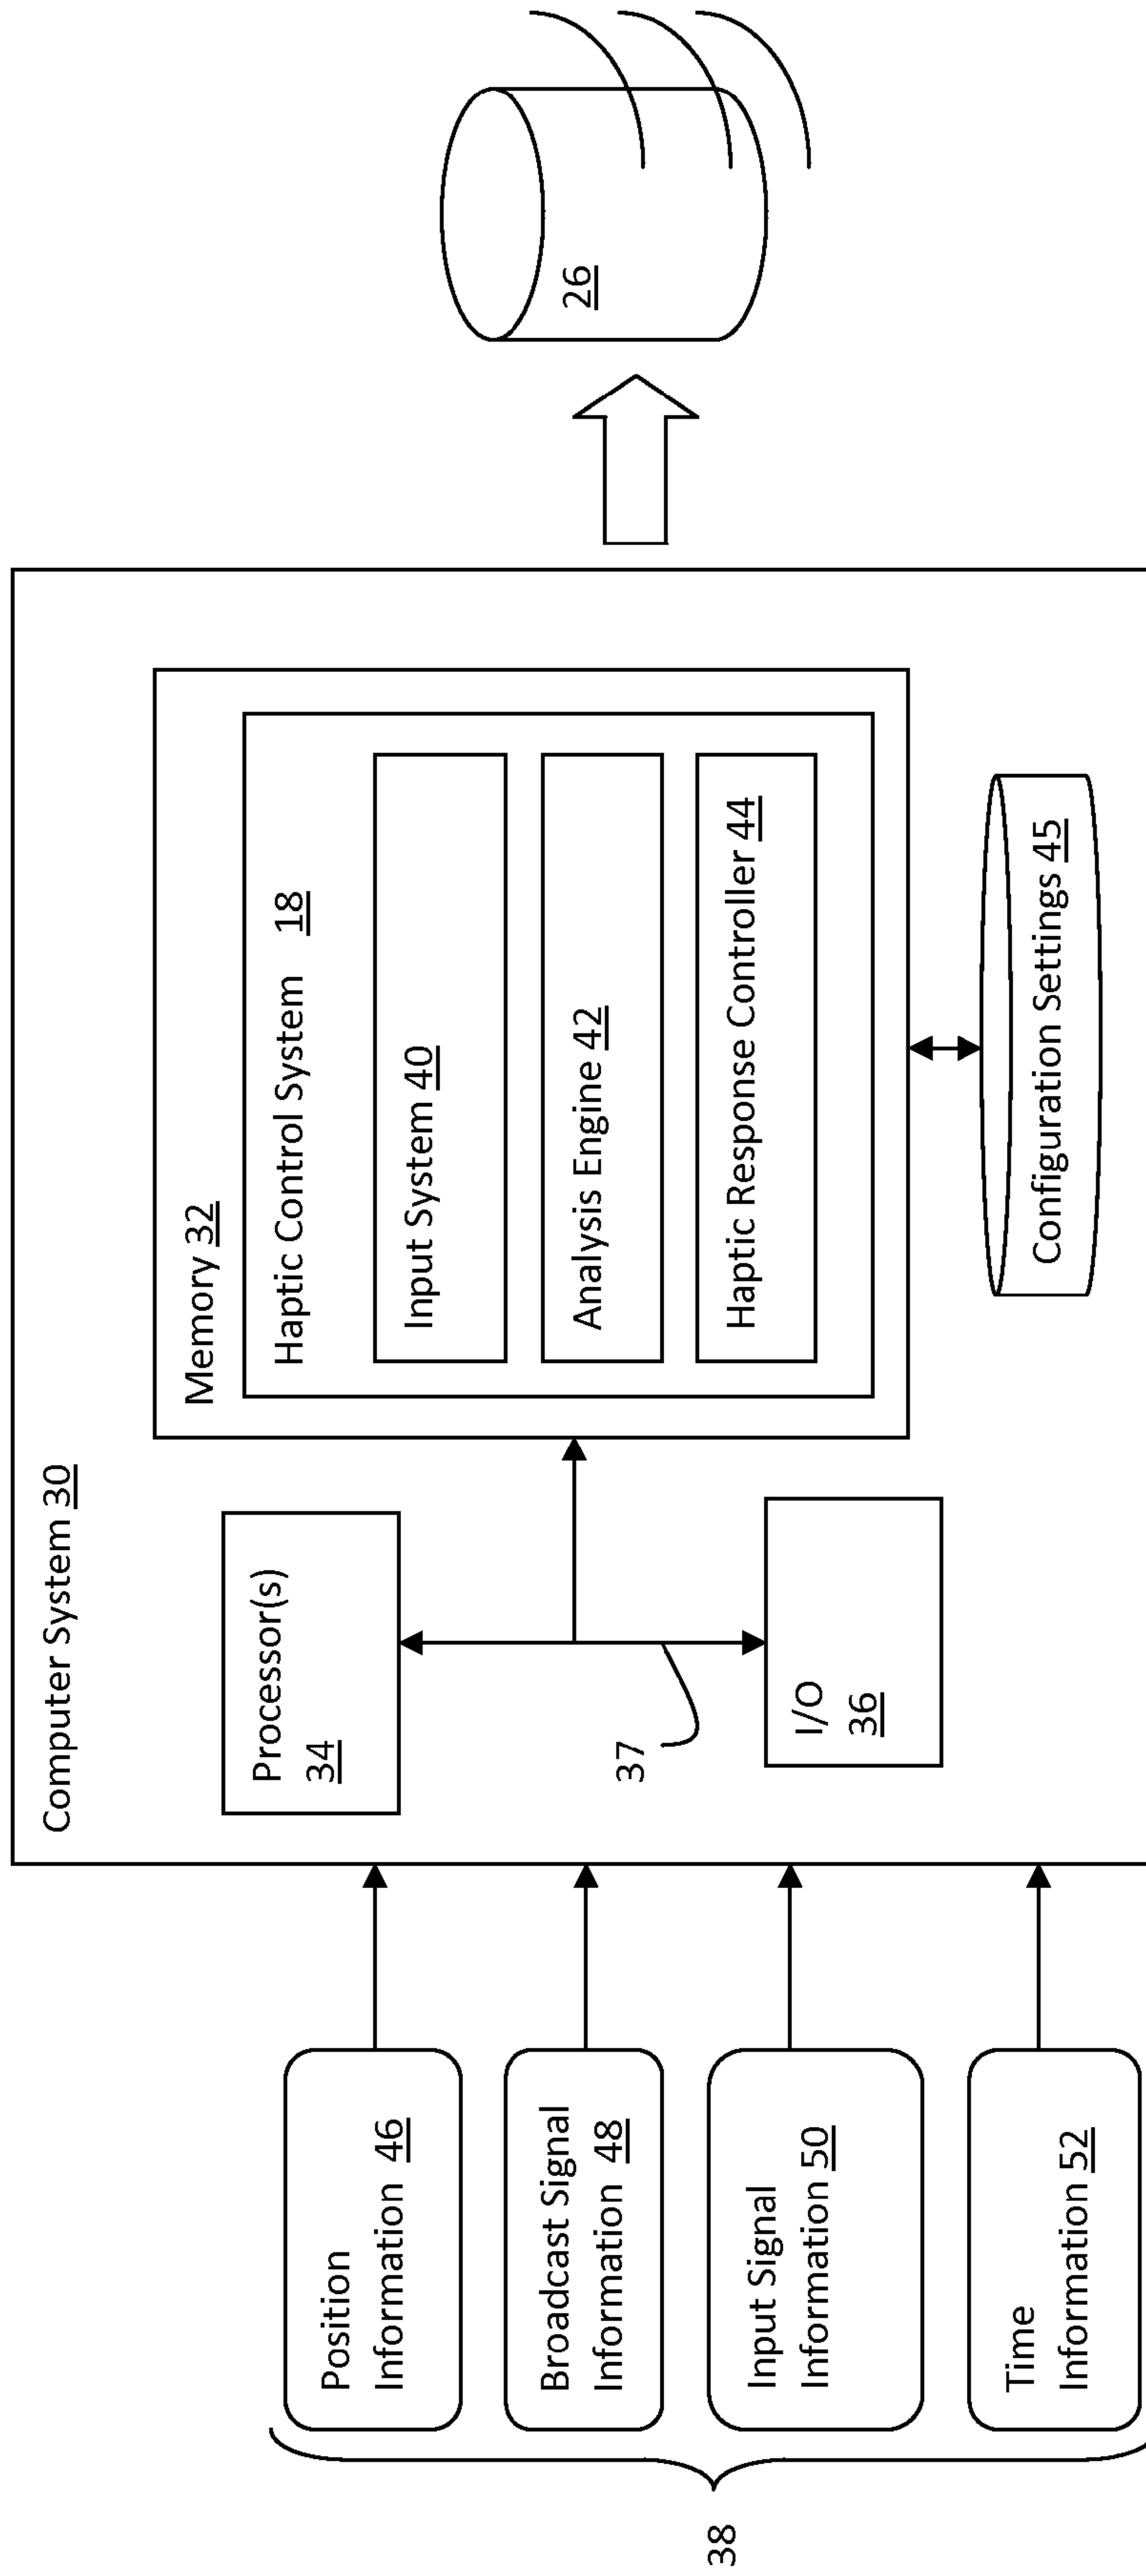 Computer System 30
Memory 32
Haptic Control System 18
Input System 40
Analysis Engine 42
Haptic Response Controller 44
Configuration Settings 45
Processor(s)
34
37
I/O
36
Position
Information 46
Broadcast Signal
Information 48
Input Signal
Information 50
Time
Information 52
38
26